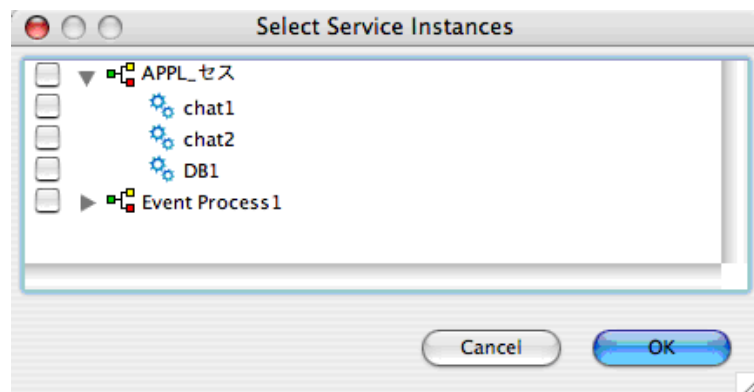 Select Service Instances
APPL_セス
chat1
chat2
DB1
Event Process1
Cancel OK